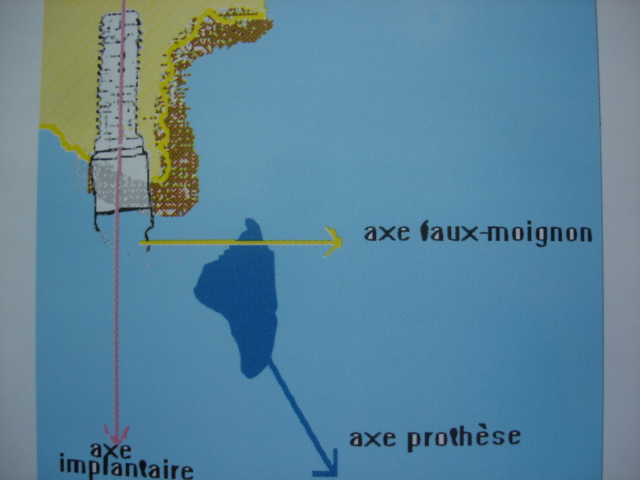 axe faux-moignon
axe prothèse
axe
implantaire